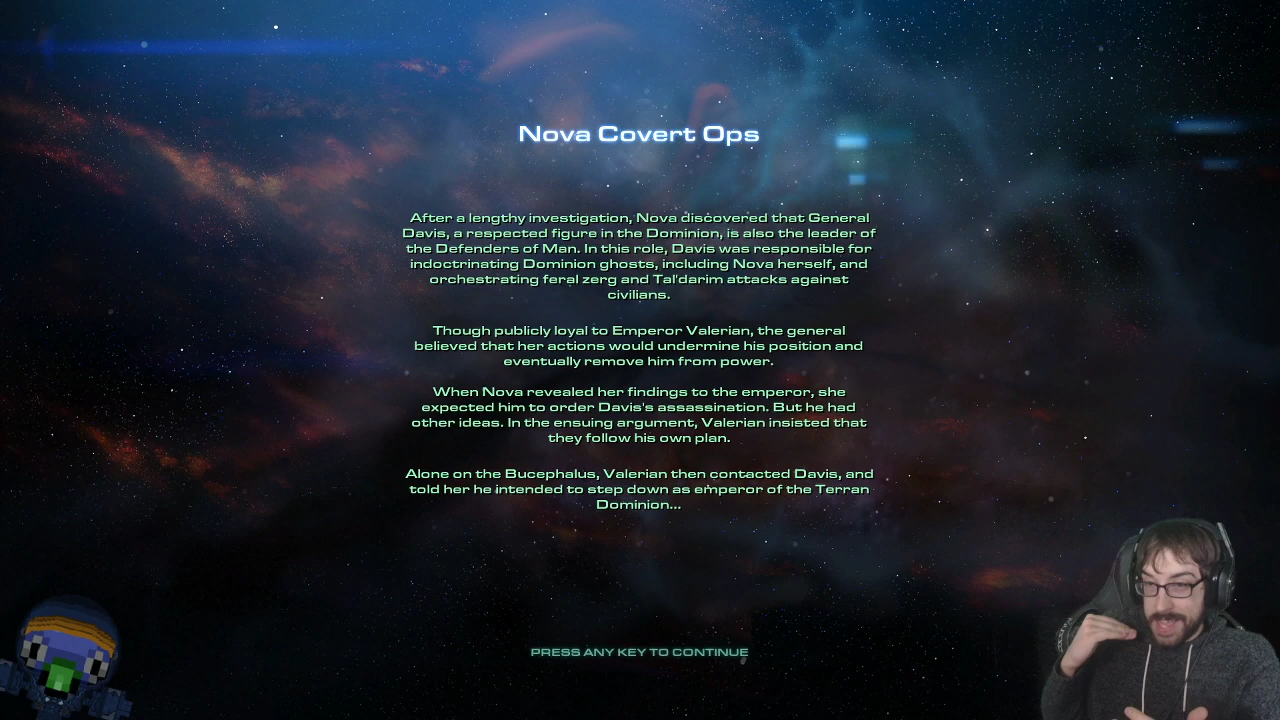 Nova Covert Ops
After a lengthy investigation, Nova discovered that General
Davis, a respected figure in the Dominion, is also the leader of
the Defenders of Man. In this role, Davis was responsible for
indoctrinating Dominion ghosts, including Nova herself, and
orchestrating feral zerg and Tal'darim attacks against
civilians.
Though publicly loyal to Emperor Valerian, the general
believed that her actions would undermine his position and
eventually remove him from power.
When Nova revealed her findings to the emperor, she
expected him to order Davis's assassination. But he had
other ideas. In the ensuing argument, Valerian insisted that
they follow his own plan.
Alone on the Bucephalus, Valerian then contacted Davis, and
told her he intended to step down as emperor of the Terran
Dominion...
PRESS ANY KEY TO CONTINUE